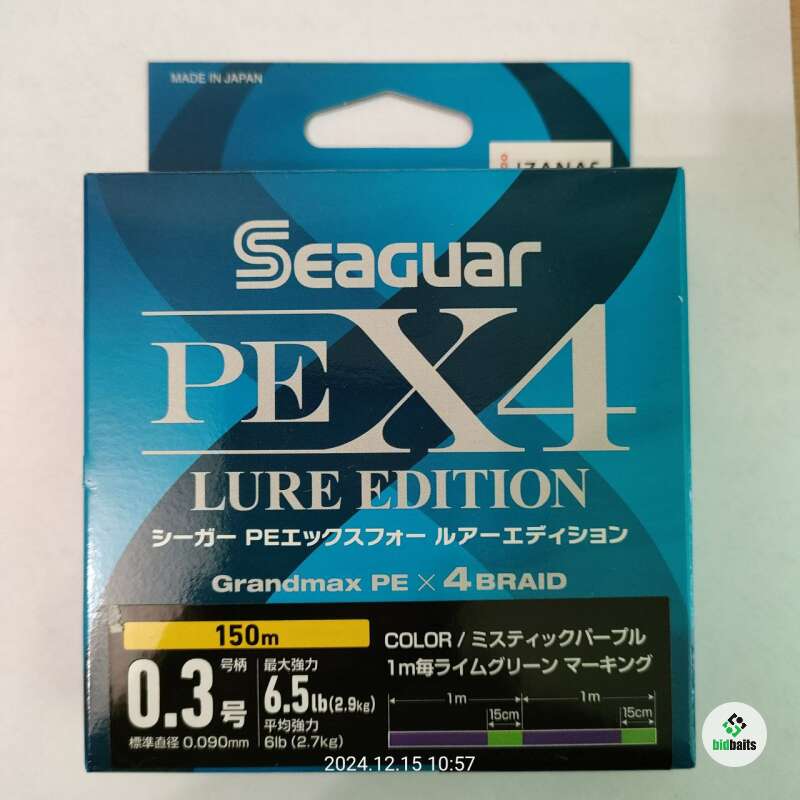 MADE IN JAPAN
IZANAS
Seaguar
PEX4
LURE EDITION
シーガー PEエックスフォー ルアーエディション
Grandmax PE × 4 BRAID
150m
号柄
0.3号
標準直径 0.090mm
最大強力
6.5lb(2.9kg)
平均強力
6lb (2.7kg)
COLOR / ミスティックパープル
1m毎ライムグリーン マーキング
1m 1m
15cm 15cm
2024.12.15 10:57
bidbaits